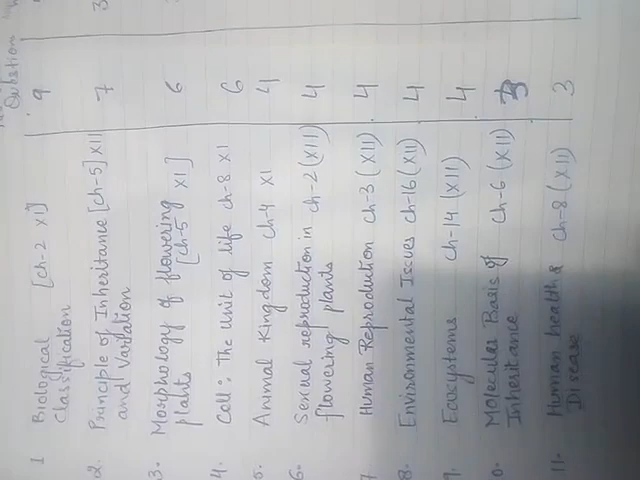 Question
1 Biological [ch-2 XI] 9
Classification
2. Principle of Inheritance [ch-5] XII 7
and Variation
3. Morphology of flowering 6
plants [ch-5 XI]
4. Cell: The Unit of life ch-8 XI 6
5. Animal Kingdom ch-4 XI 4
6. Sexual reproduction in ch-2 (XII) 4
flowering plants
7 Human Reproduction ch-3 (XII) 4
8. Environmental Issues ch-16 (XII) 4
9. Ecosystems ch-14 (XII) 4
0. Molecules Basis of ch-6 (XII) 3
Inheritance
11. Human health & ch-8 (XII) 3
Disease